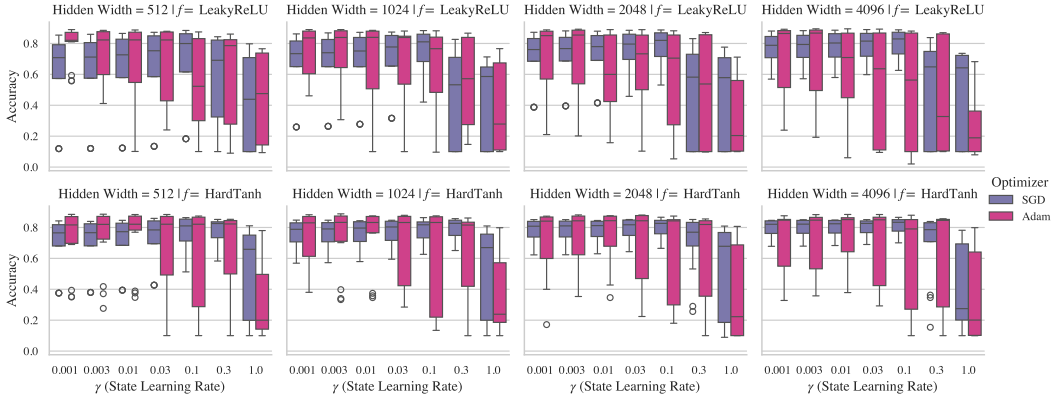 Hidden Width = 512 | f = LeakyReLU
Hidden Width = 1024 | f = LeakyReLU
Hidden Width = 2048 | f = LeakyReLU
Hidden Width = 4096 | f = LeakyReLU
Accuracy
0.8
0.6
0.4
0.2
0.0
Hidden Width = 512 | f = HardTanh
Hidden Width = 1024 | f = HardTanh
Hidden Width = 2048 | f = HardTanh
Hidden Width = 4096 | f = HardTanh
Accuracy
0.8
0.6
0.4
0.2
0.0
0.001 0.003 0.01 0.03 0.1 0.3 1.0
0.001 0.003 0.01 0.03 0.1 0.3 1.0
0.001 0.003 0.01 0.03 0.1 0.3 1.0
0.001 0.003 0.01 0.03 0.1 0.3 1.0
γ (State Learning Rate)
γ (State Learning Rate)
γ (State Learning Rate)
γ (State Learning Rate)
Optimizer
SGD
Adam